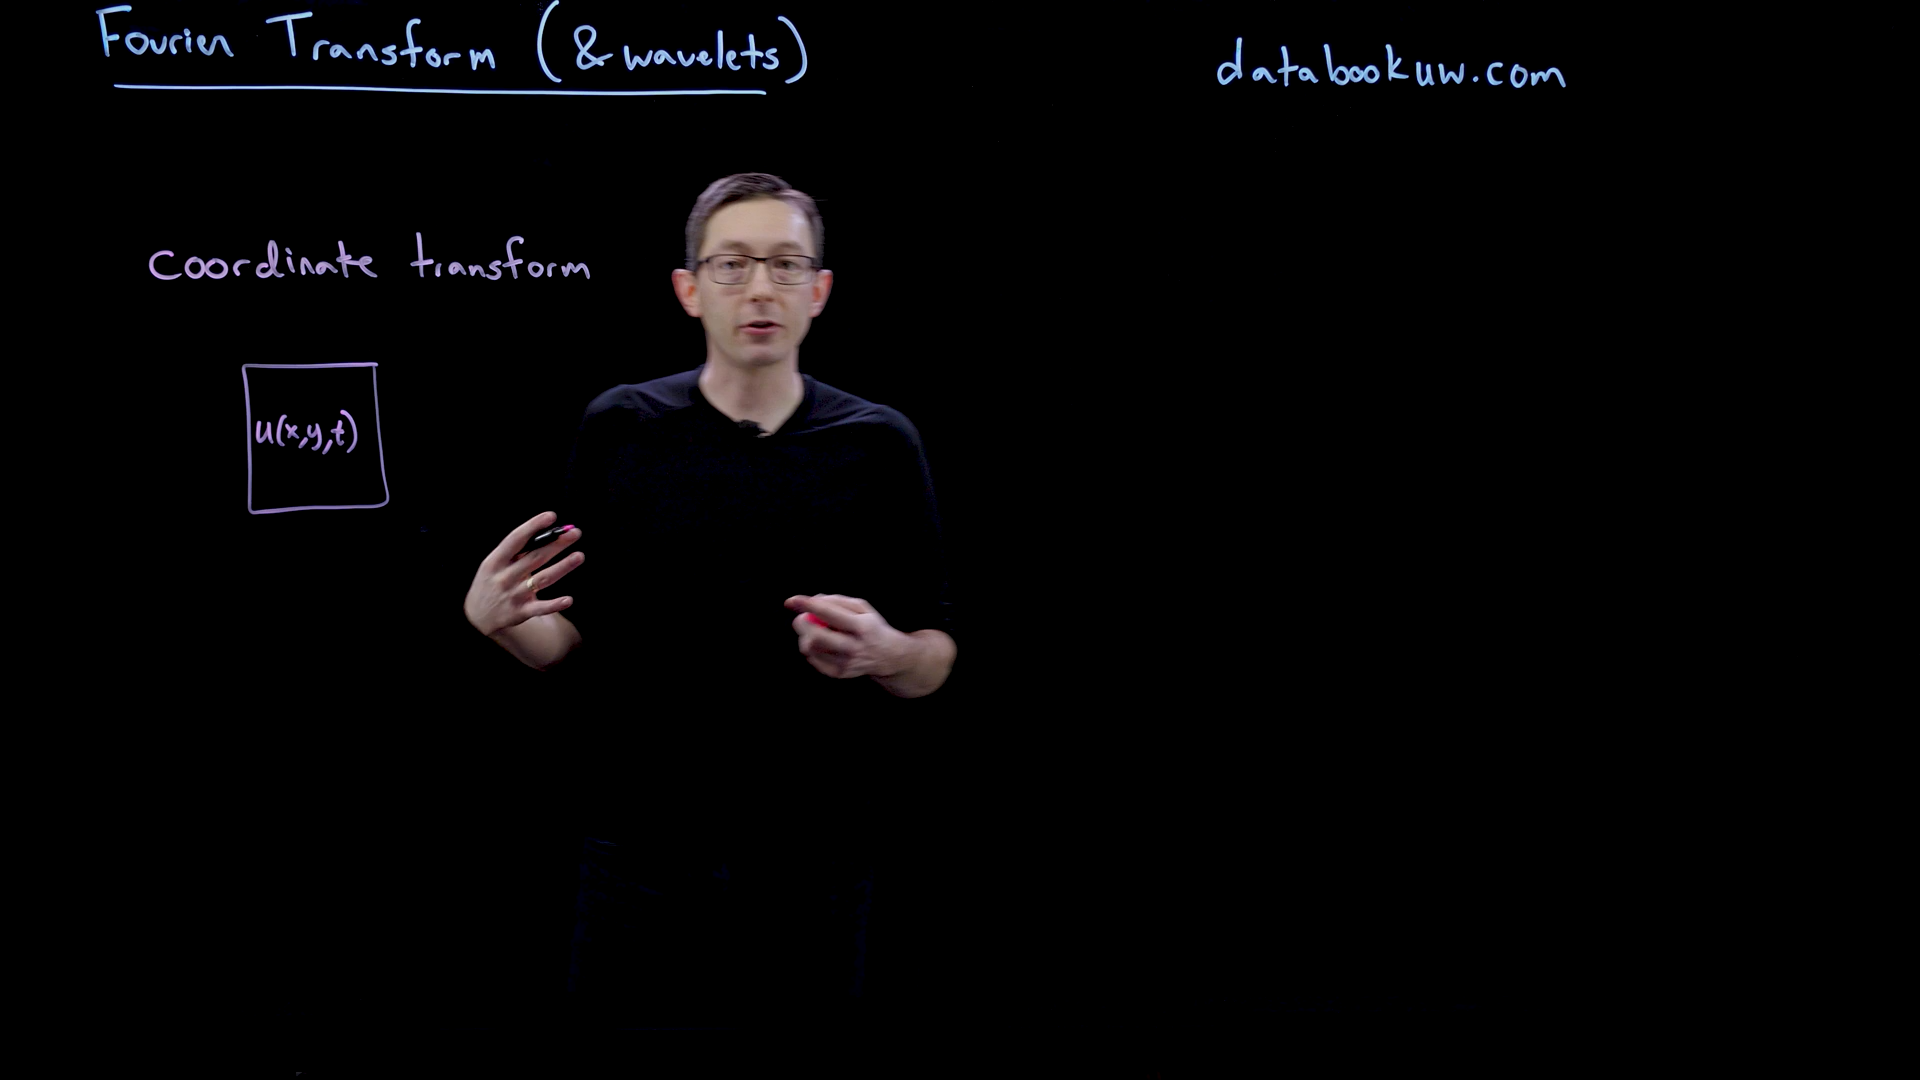 Fourier Transform (& wavelets)
databookuw.com
coordinate transform
u(x,y,t)